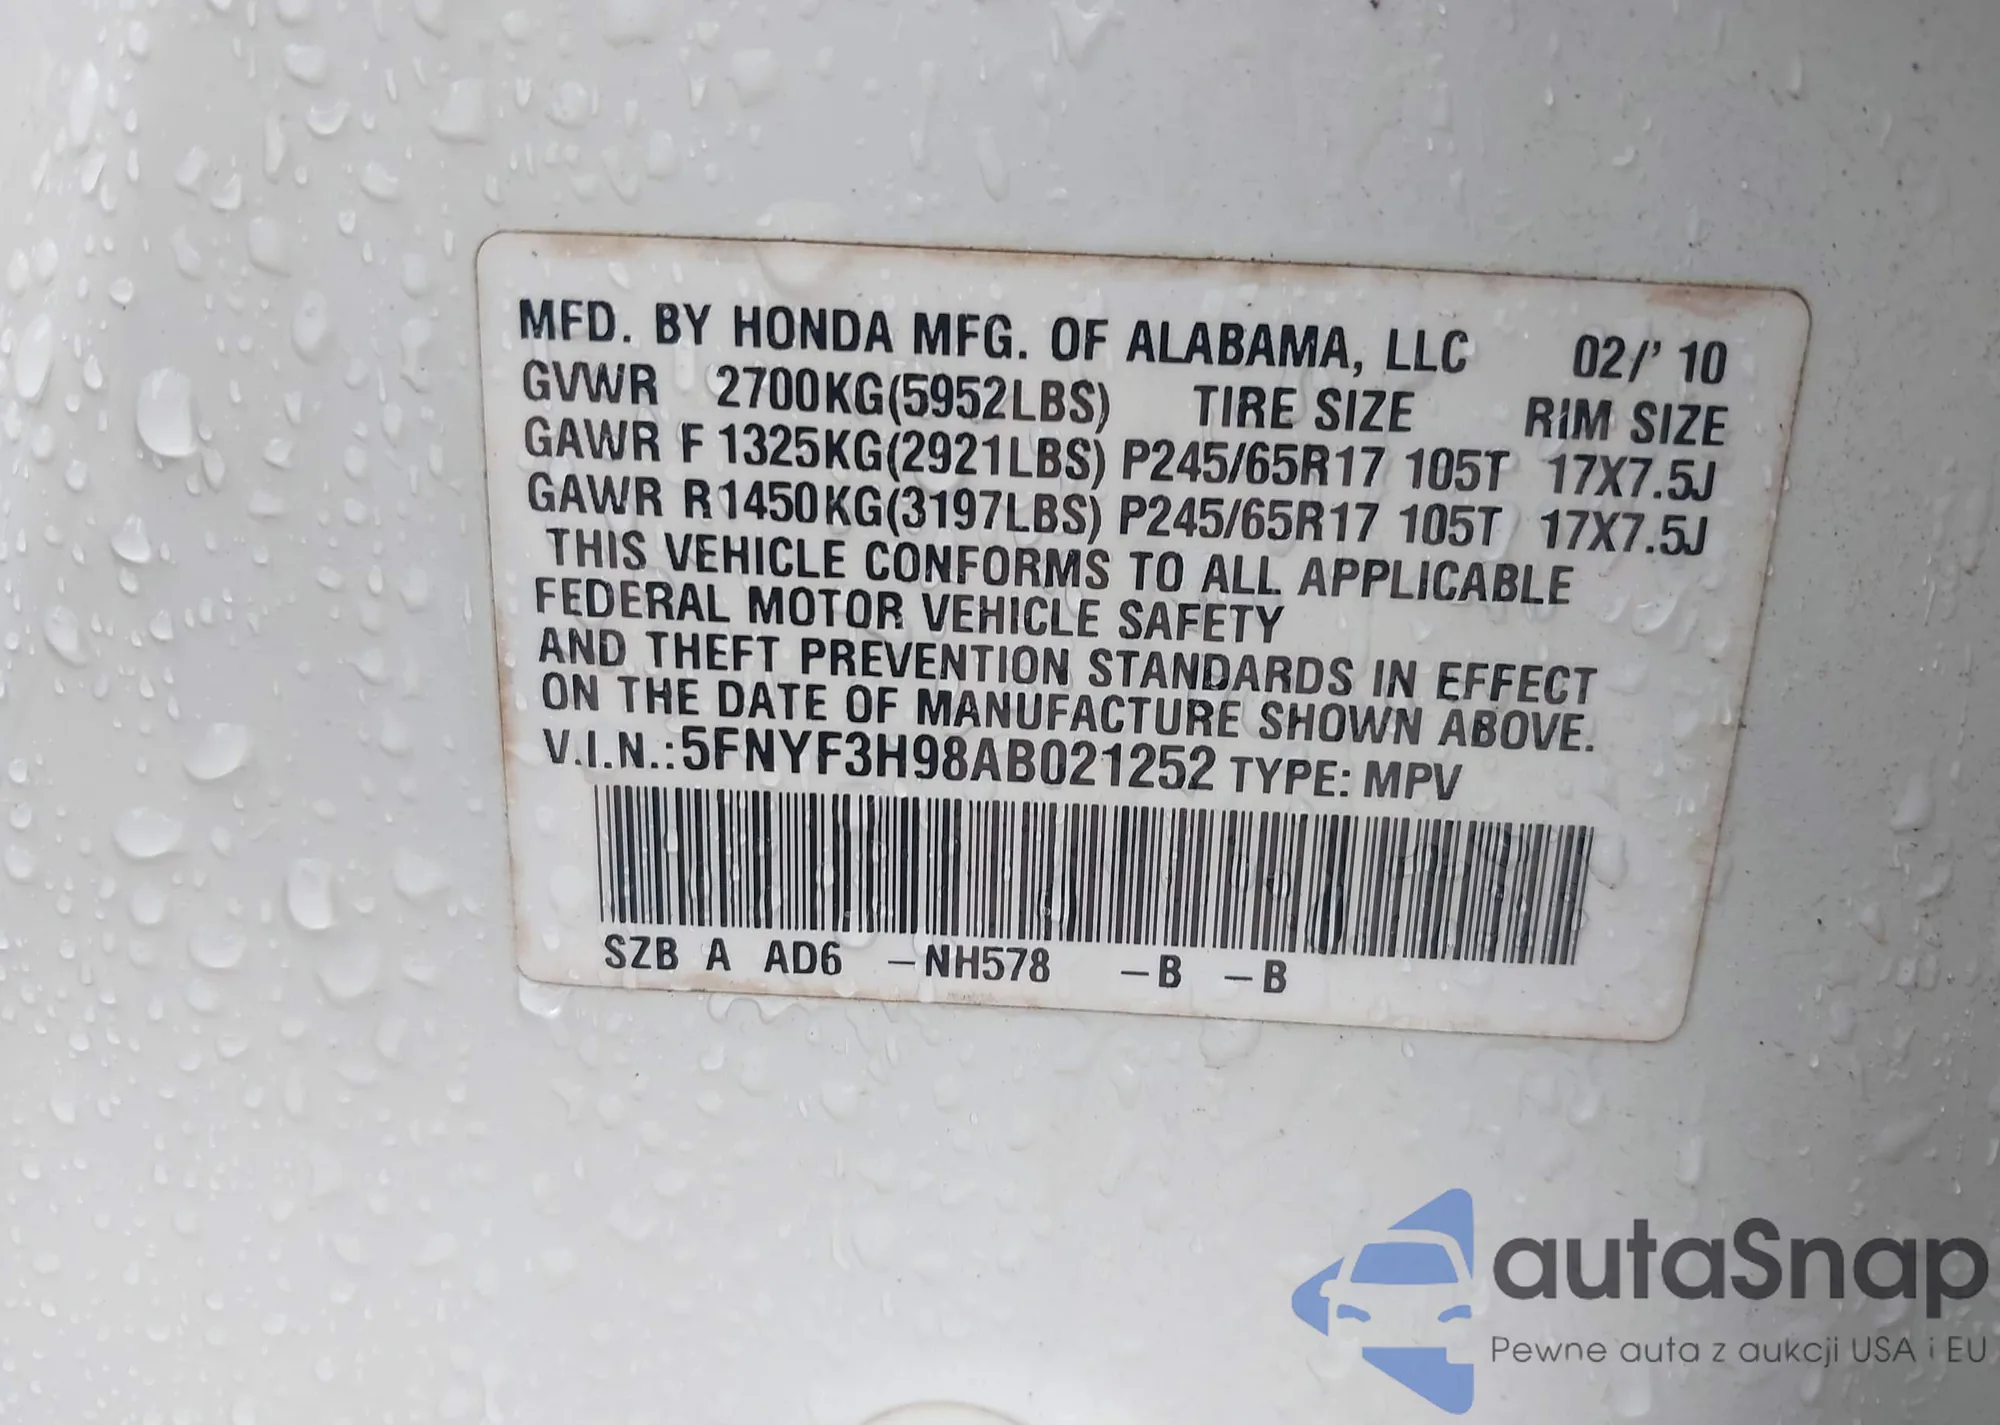 MFD. BY HONDA MFG. OF ALABAMA, LLC 02/' 10
GVWR 2700KG(5952LBS) TIRE SIZE RIM SIZE
GAWR F 1325KG(2921LBS) P245/65R17 105T 17X7.5J
GAWR R1450KG(3197LBS) P245/65R17 105T 17X7.5J
THIS VEHICLE CONFORMS TO ALL APPLICABLE
FEDERAL MOTOR VEHICLE SAFETY
AND THEFT PREVENTION STANDARDS IN EFFECT
ON THE DATE OF MANUFACTURE SHOWN ABOVE.
V.I.N.:5FNYF3H98AB021252 TYPE: MPV
SZB A AD6 -NH578 -B -B
autaSnap
Pewne auta z aukcji USA i EU